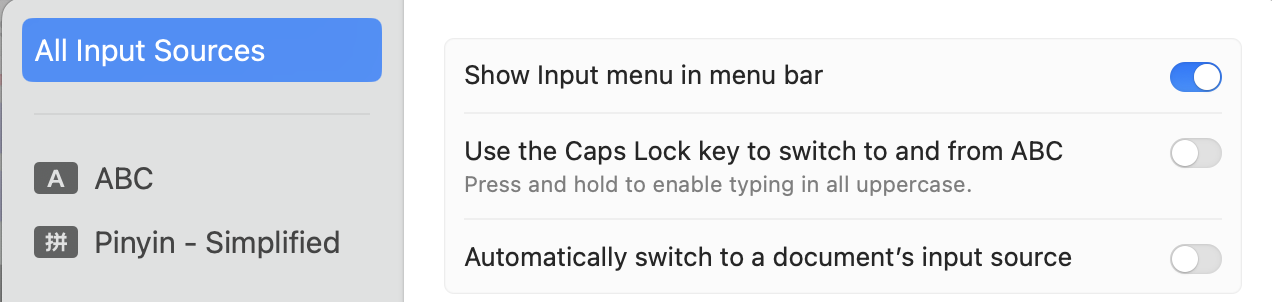 All Input Sources
A ABC
拼 Pinyin - Simplified
Show Input menu in menu bar
Use the Caps Lock key to switch to and from ABC
Press and hold to enable typing in all uppercase.
Automatically switch to a document’s input source